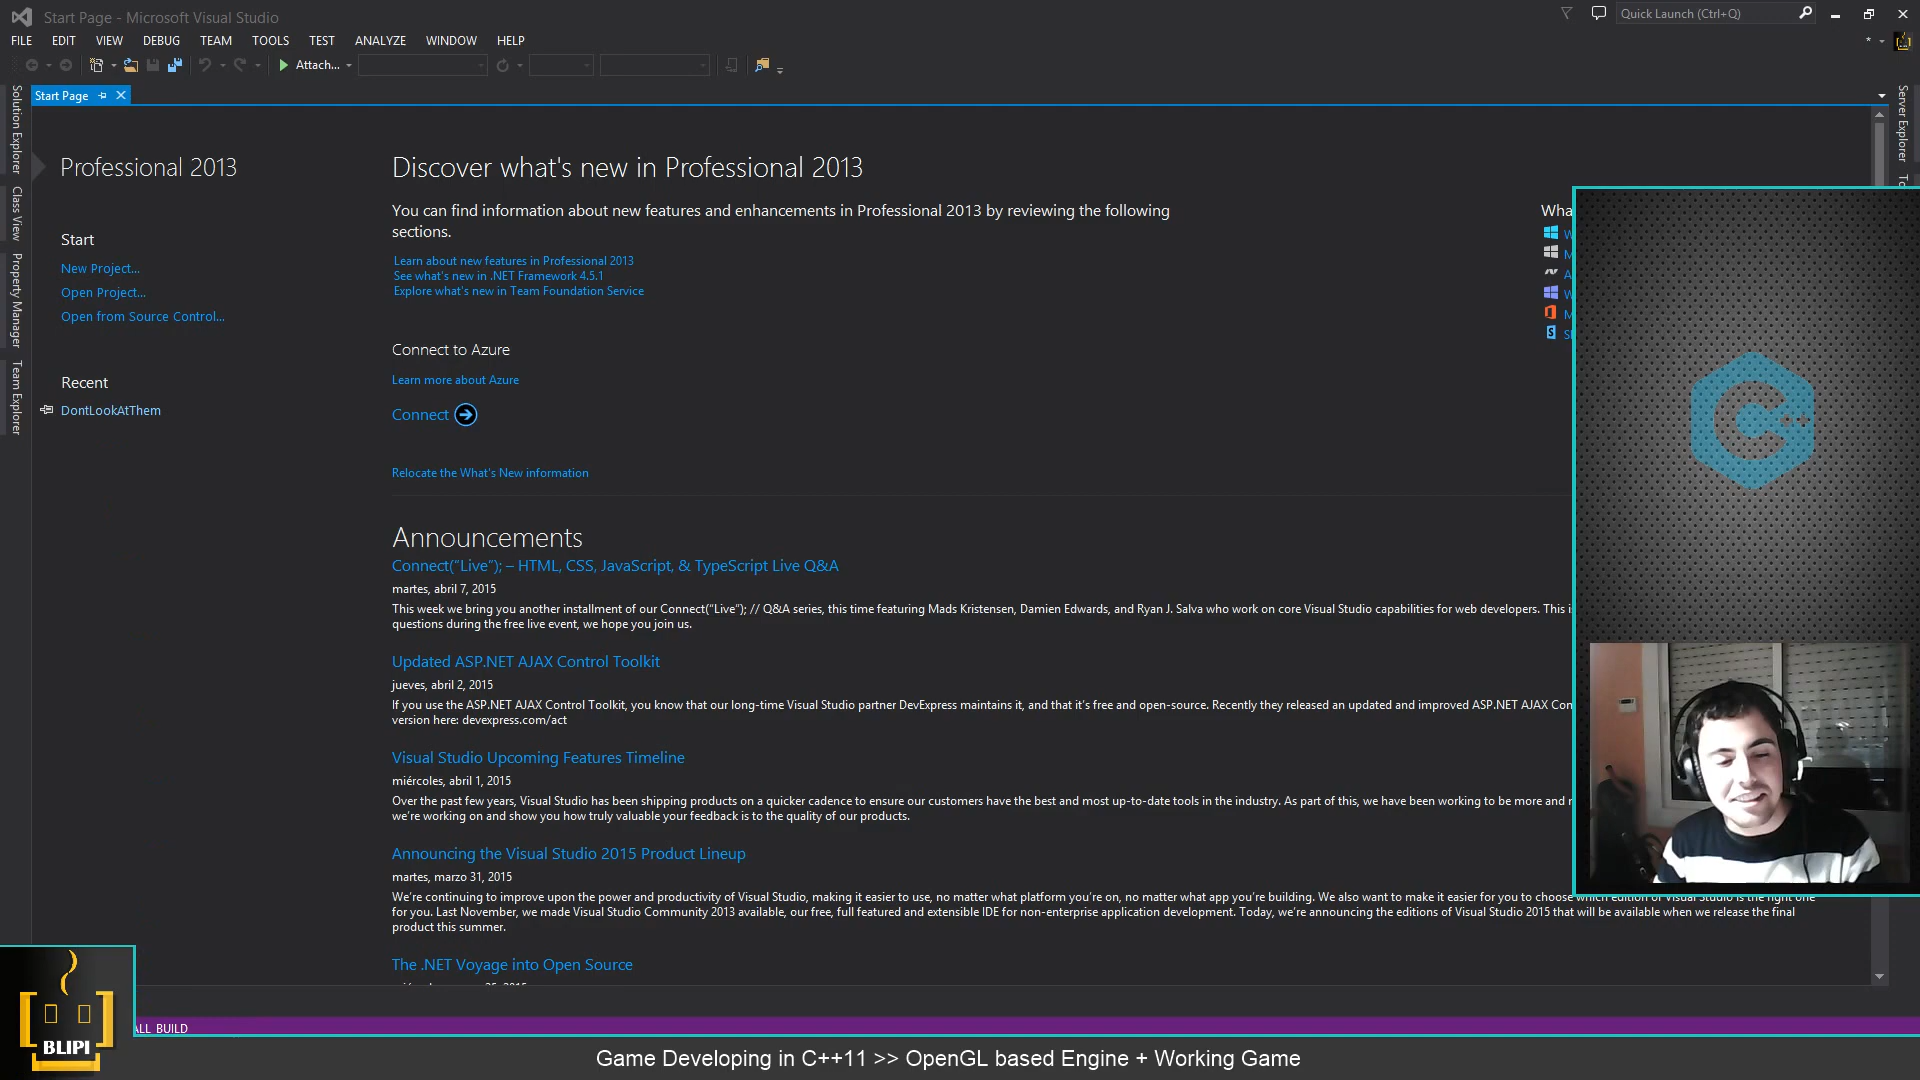 Start Page - Microsoft Visual Studio
Quick Launch (Ctrl+Q)
FILE EDIT VIEW DEBUG TEAM TOOLS TEST ANALYZE WINDOW HELP
Attach...
Start Page
Solution Explorer
Class View
Property Manager
Team Explorer
Server Explorer
Professional 2013
Start
New Project...
Open Project...
Open from Source Control...
Recent
DontLookAtThem
Discover what's new in Professional 2013
You can find information about new features and enhancements in Professional 2013 by reviewing the following
sections.
Learn about new features in Professional 2013
See what's new in .NET Framework 4.5.1
Explore what's new in Team Foundation Service
Connect to Azure
Learn more about Azure
Connect
Relocate the What's New information
Announcements
Connect("Live"); – HTML, CSS, JavaScript, & TypeScript Live Q&A
martes, abril 7, 2015
This week we bring you another installment of our Connect("Live"); // Q&A series, this time featuring Mads Kristensen, Damien Edwards, and Ryan J. Salva who work on core Visual Studio capabilities for web developers. This
questions during the free live event, we hope you join us.
Updated ASP.NET AJAX Control Toolkit
jueves, abril 2, 2015
If you use the ASP.NET AJAX Control Toolkit, you know that our long-time Visual Studio partner DevExpress maintains it, and that it's free and open-source. Recently they released an updated and improved ASP.NET AJAX
version here: devexpress.com/act
Visual Studio Upcoming Features Timeline
miércoles, abril 1, 2015
Over the past few years, Visual Studio has been shipping products on a quicker cadence to ensure our customers have the best and most up-to-date tools in the industry. As part of this, we have been working to be more and
we're working on and show you how truly valuable your feedback is to the quality of our products.
Announcing the Visual Studio 2015 Product Lineup
martes, marzo 31, 2015
We're continuing to improve upon the power and productivity of Visual Studio, making it easier to use, no matter what platform you're on, no matter what app you're building. We also want to make it easier for you to choose which edition of Visual Studio is the right one
for you. Last November, we made Visual Studio Community 2013 available, our free, full featured and extensible IDE for non-enterprise application development. Today, we're announcing the editions of Visual Studio 2015 that will be available when we release the final
product this summer.
The .NET Voyage into Open Source
C++
BLIPI
ALL BUILD
Game Developing in C++11 >> OpenGL based Engine + Working Game